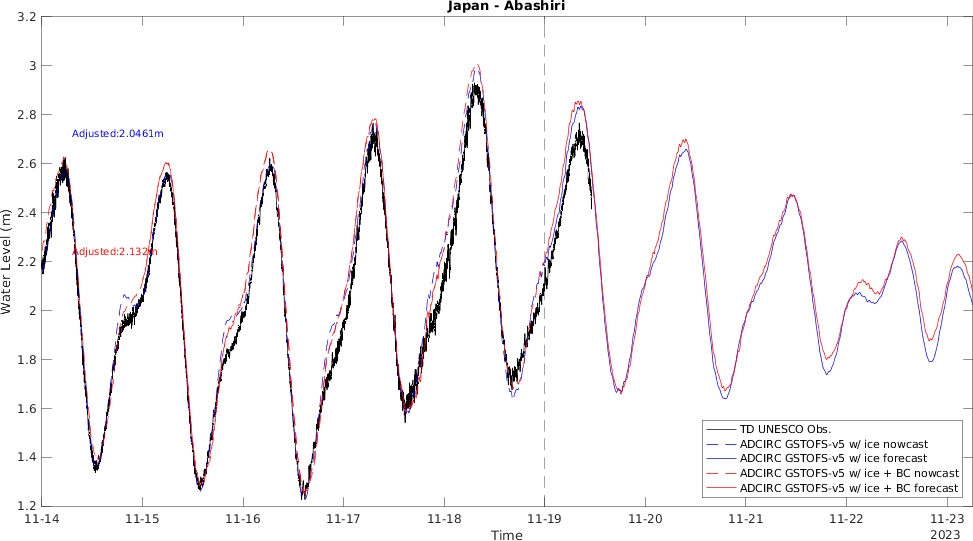 Japan - Abashiri
3.2
3
2.8
2.6
2.4
2.2
2
1.8
1.6
1.4
1.2
Water Level (m)
Adjusted:2.0461m
Adjusted:2.132m
TD UNESCO Obs.
ADCIRC GSTOFS-v5 w/ ice nowcast
ADCIRC GSTOFS-v5 w/ ice forecast
ADCIRC GSTOFS-v5 w/ ice + BC nowcast
ADCIRC GSTOFS-v5 w/ ice + BC forecast
11-14 11-15 11-16 11-17 11-18 11-19 11-20 11-21 11-22 11-23
Time
2023